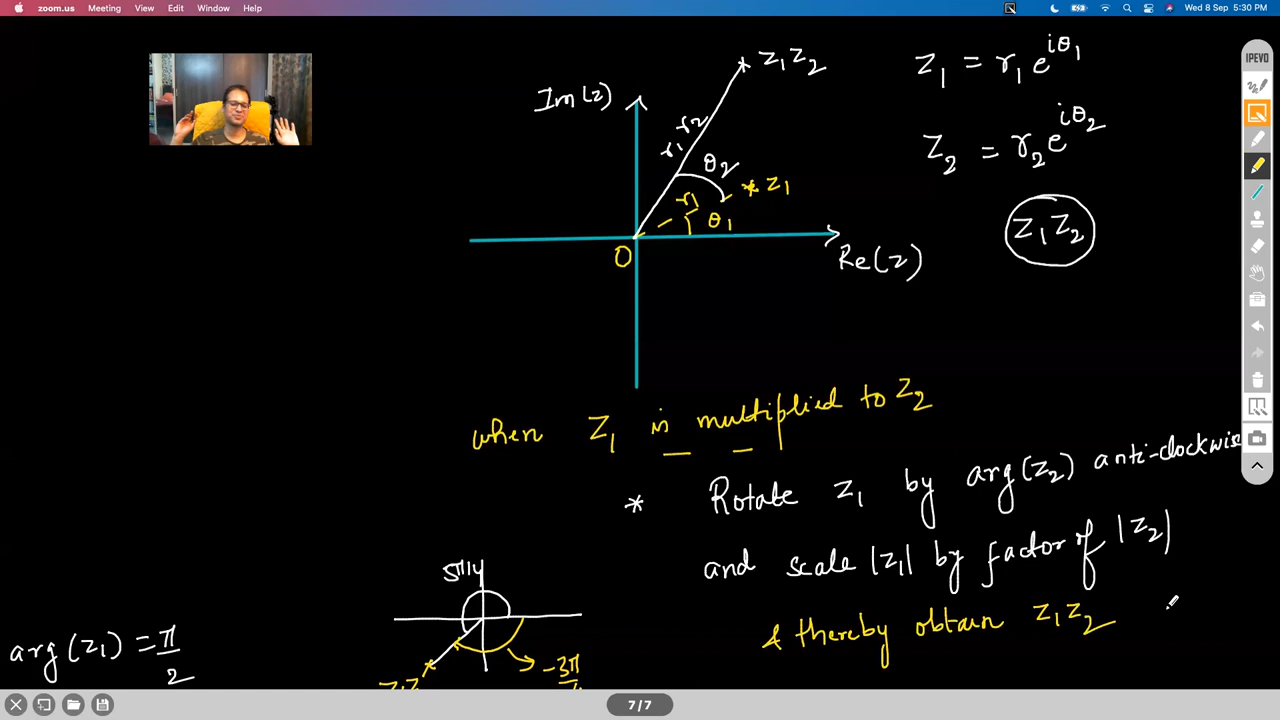 zoom.us Meeting View Edit Window Help Wed 8 Sep 5:30 PM
IPEVO
Im(z)
z₁z₂
r₁r₂
θ₂
* z₁
r₁
θ₁
O
Re(z)
z₁ = r₁e^{iθ₁}
z₂ = r₂e^{iθ₂}
z₁z₂
when z₁ is multiplied to z₂
* Rotate z₁ by arg(z₂) anti-clockwise
and scale |z₁| by factor of |z₂|
& thereby obtain z₁z₂
5π/4
arg(z₁) = π/2
7/7